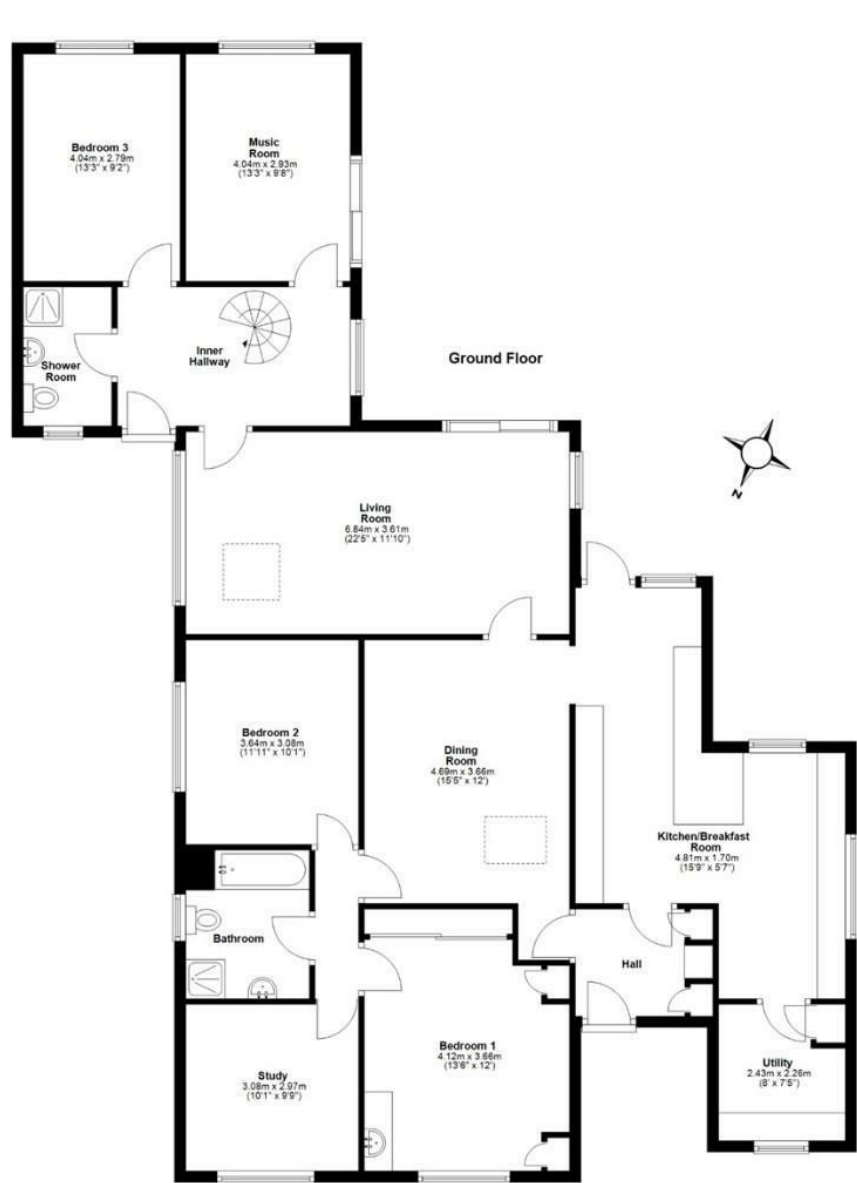 Bedroom 3
4.04m x 2.79m
(13'3" x 9'2")
Music
Room
4.04m x 2.93m
(13'3" x 9'8")
Inner
Hallway
Shower
Room
Ground Floor
N
Living
Room
6.84m x 3.61m
(22'5" x 11'10")
Bedroom 2
3.64m x 3.08m
(11'11" x 10'1")
Dining
Room
4.69m x 3.66m
(15'5" x 12')
Kitchen/Breakfast
Room
4.81m x 1.70m
(15'9" x 5'7")
Bathroom
Hall
Bedroom 1
4.12m x 3.66m
(13'6" x 12')
Study
3.08m x 2.97m
(10'1" x 9'9")
Utility
2.43m x 2.26m
(8' x 7'5")